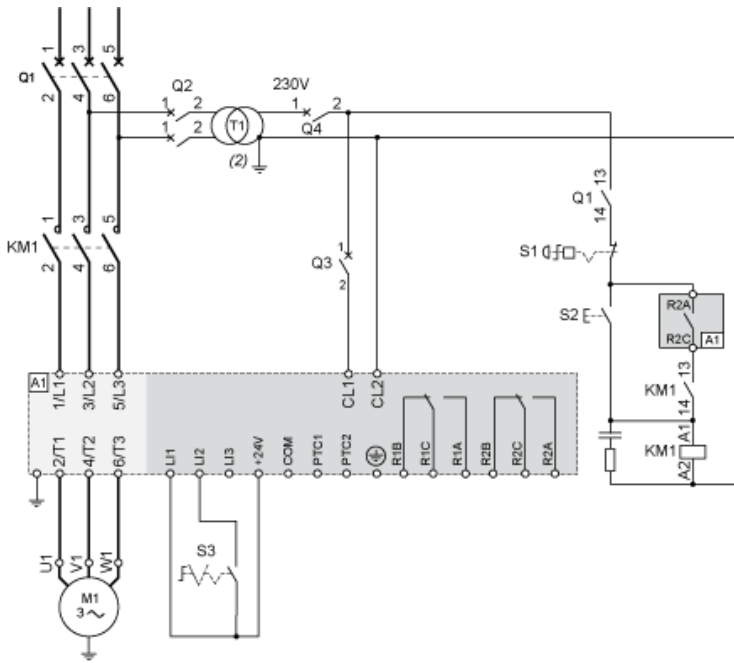 1 3 5
Q1
2 4 6
Q2
1 2
1 2
T1
(2)
230V
1 2
Q4
13
Q1
14
S1
S2
R2A
R2C
A1
KM1
13
14
A1
KM1
A2
1 3 5
KM1
2 4 6
1
Q3
2
A1
1/L1 3/L2 5/L3 CL1 CL2
2/T1 4/T2 6/T3 LI1 LI2 LI3 +24V COM PTC1 PTC2 R1B R1C R1A R2B R2C R2A
S3
U1 V1 W1
M1
3